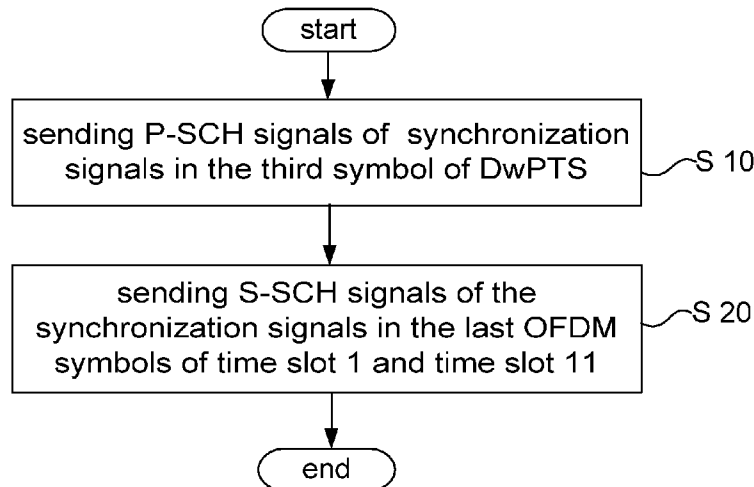 start
sending P-SCH signals of synchronization
signals in the third symbol of DwPTS
S 10
sending S-SCH signals of the
synchronization signals in the last OFDM
symbols of time slot 1 and time slot 11
S 20
end